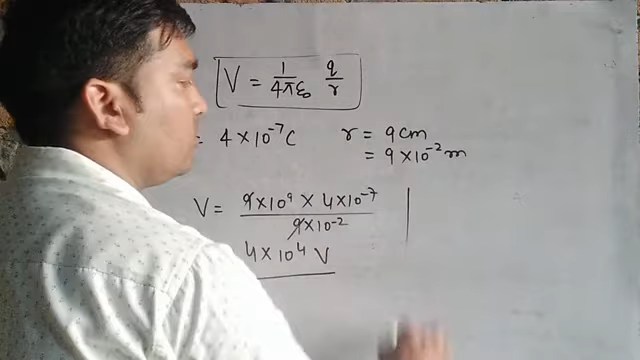 V = 1/4πε₀ q/r
= 4 × 10⁻⁷ C r = 9 cm
= 9 × 10⁻² m
V = 9 × 10⁹ × 4 × 10⁻⁷ / 9 × 10⁻²
4 × 10⁴ V